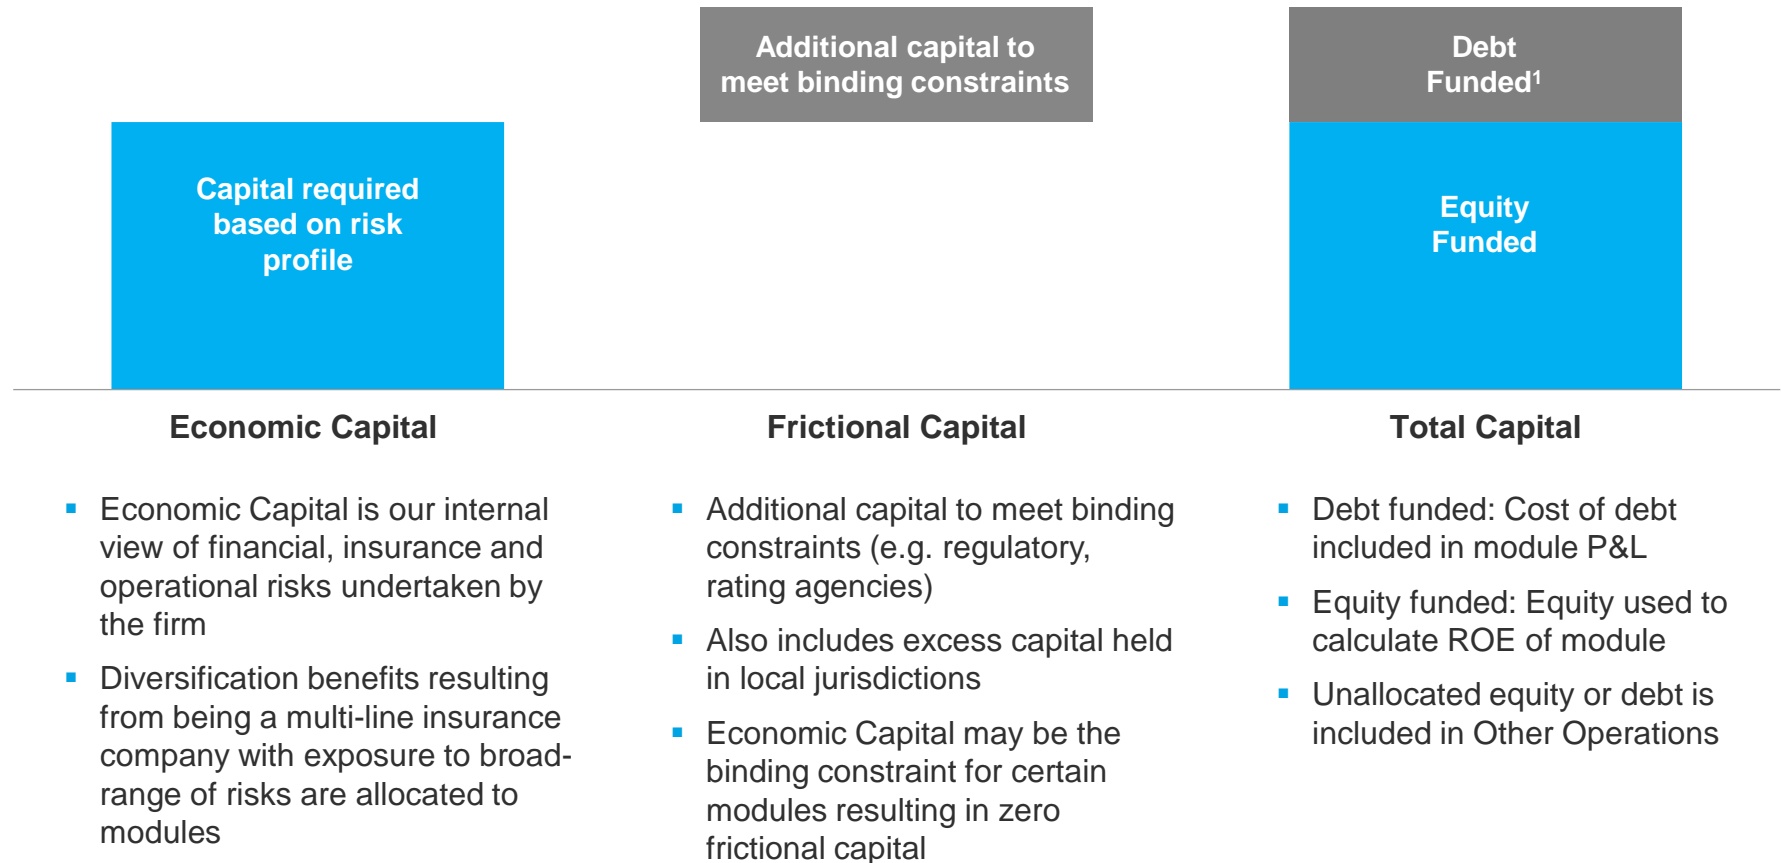 Additional capital to
meet binding constraints
Debt
Funded¹
Capital required
based on risk
profile
Equity
Funded
Economic Capital
Frictional Capital
Total Capital
▪ Economic Capital is our internal
view of financial, insurance and
operational risks undertaken by
the firm
▪ Diversification benefits resulting
from being a multi-line insurance
company with exposure to broad-
range of risks are allocated to
modules
▪ Additional capital to meet binding
constraints (e.g. regulatory,
rating agencies)
▪ Also includes excess capital held
in local jurisdictions
▪ Economic Capital may be the
binding constraint for certain
modules resulting in zero
frictional capital
▪ Debt funded: Cost of debt
included in module P&L
▪ Equity funded: Equity used to
calculate ROE of module
▪ Unallocated equity or debt is
included in Other Operations